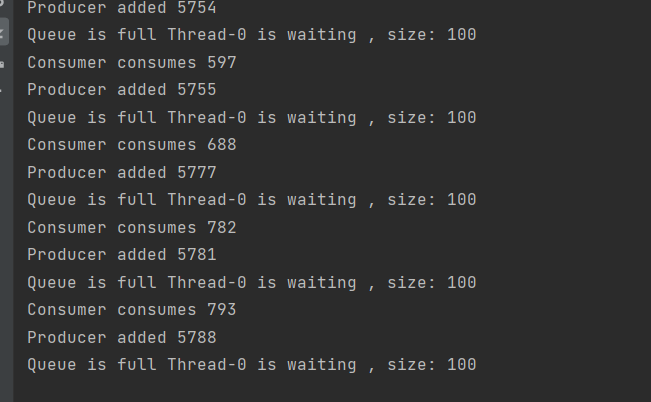 Producer added 5754
Queue is full Thread-0 is waiting , size: 100
Consumer consumes 597
Producer added 5755
Queue is full Thread-0 is waiting , size: 100
Consumer consumes 688
Producer added 5777
Queue is full Thread-0 is waiting , size: 100
Consumer consumes 782
Producer added 5781
Queue is full Thread-0 is waiting , size: 100
Consumer consumes 793
Producer added 5788
Queue is full Thread-0 is waiting , size: 100